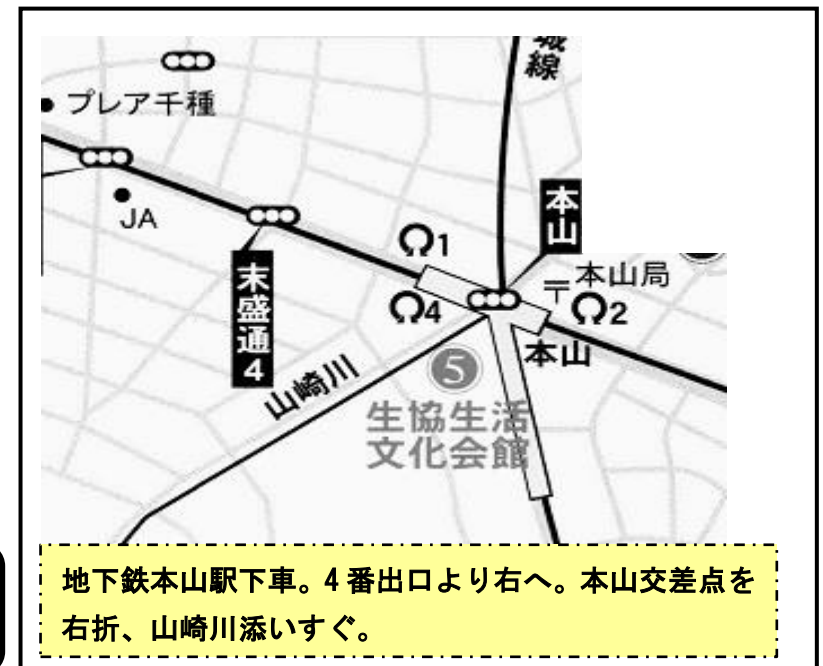 城線
プレア千種
JA
本山
1
末盛通4
4
〒本山局
2
本山
山崎川
5
生協生活
文化会館
地下鉄本山駅下車。4番出口より右へ。本山交差点を
右折、山崎川添いすぐ。